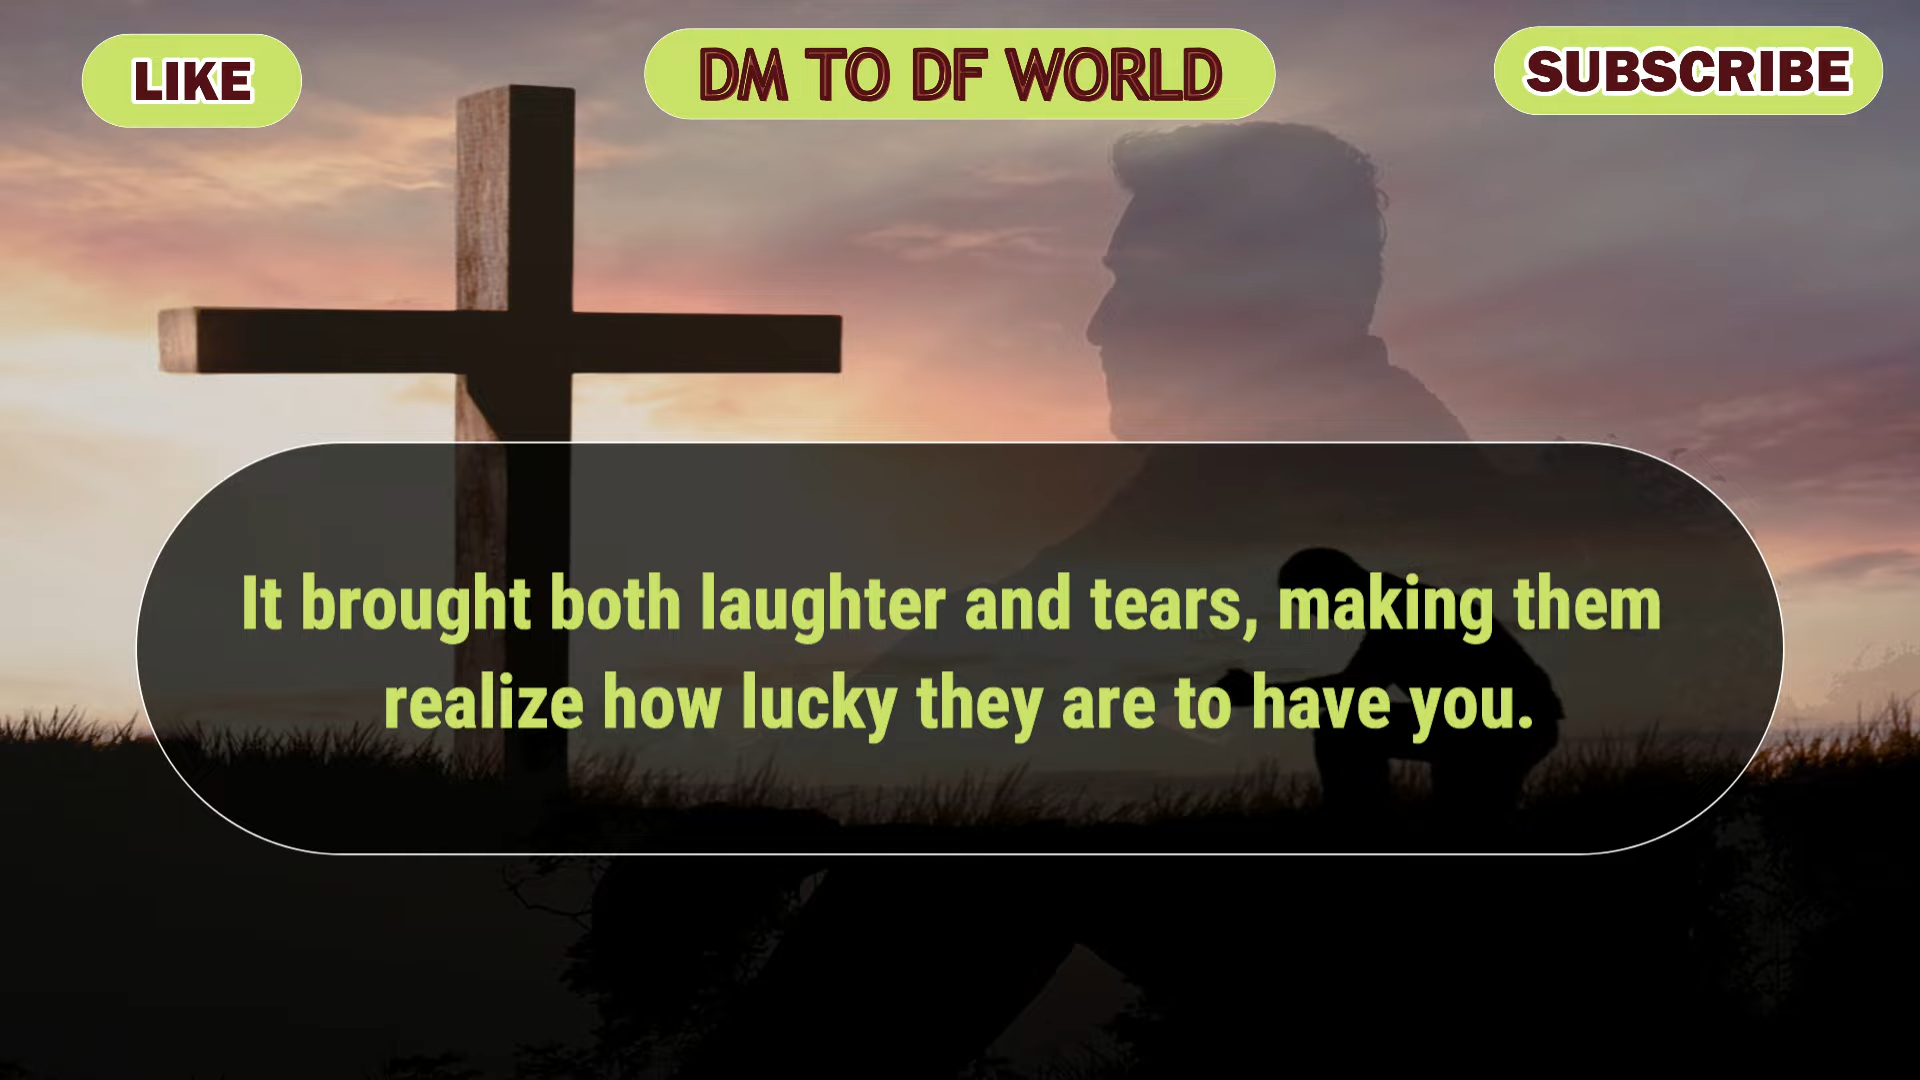 LIKE
DM TO DF WORLD
SUBSCRIBE
It brought both laughter and tears, making them
realize how lucky they are to have you.